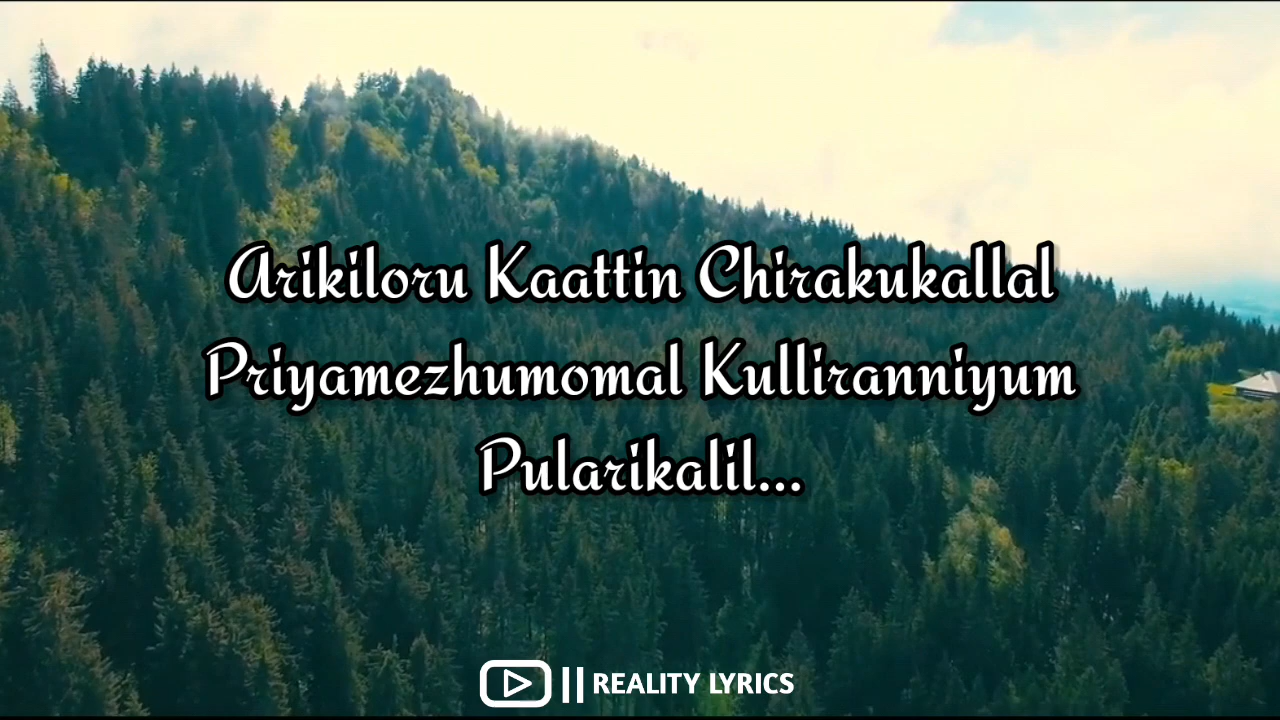 Arikiloru Kaattin Chirakukallal
Priyamezhumomal Kulliranniyum
Pularikalil...
|| REALITY LYRICS